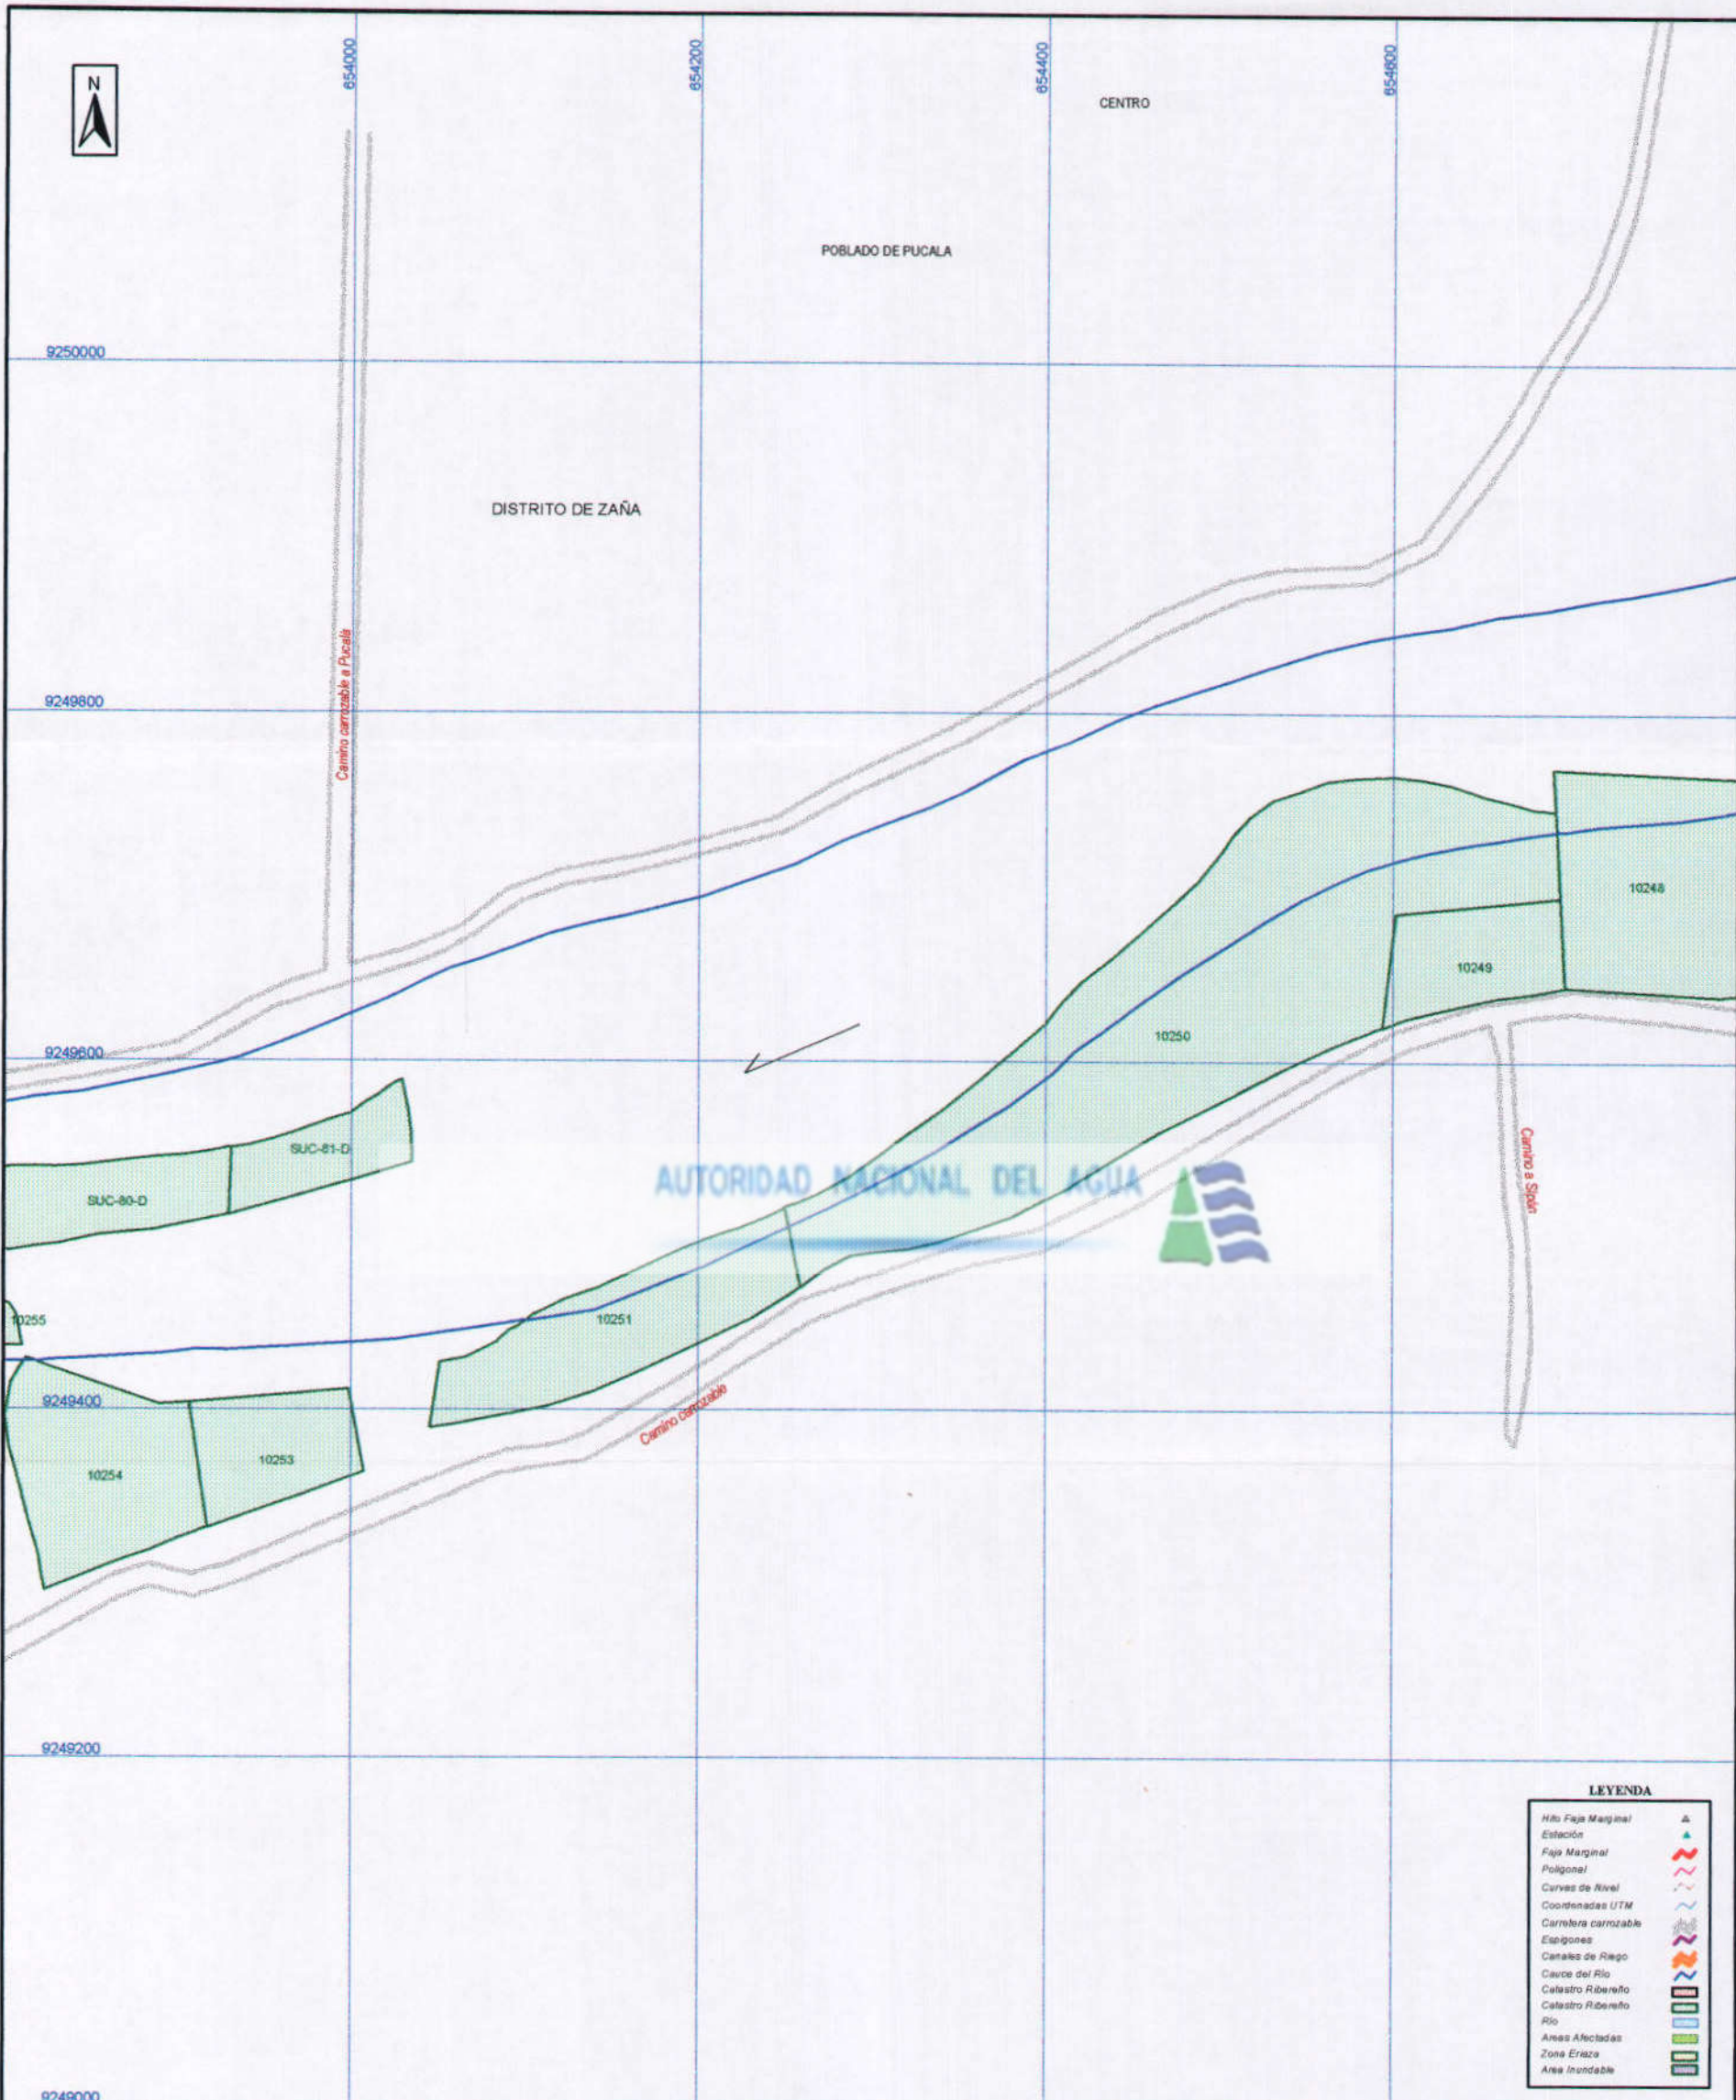 N
654000
654200
654400
654600
CENTRO
POBLADO DE PUCALA
9250000
DISTRITO DE ZAÑA
Camino carrozable a Pucalá
9249800
10248
10249
10250
9249600
SUC-81-D
SUC-80-D
Camino a Sipán
AUTORIDAD NACIONAL DEL AGUA
10255
10251
9249400
Camino carrozable
10253
10254
9249200
LEYENDA
Hito Faja Marginal
Estación
Faja Marginal
Poligonal
Curvas de Nivel
Coordenadas UTM
Carretera carrozable
Espigones
Canales de Riego
Cauce del Río
Catastro Ribereño
Catastro Ribereño
Río
Areas Afectadas
Zona Eriaza
Area Inundable
9249000